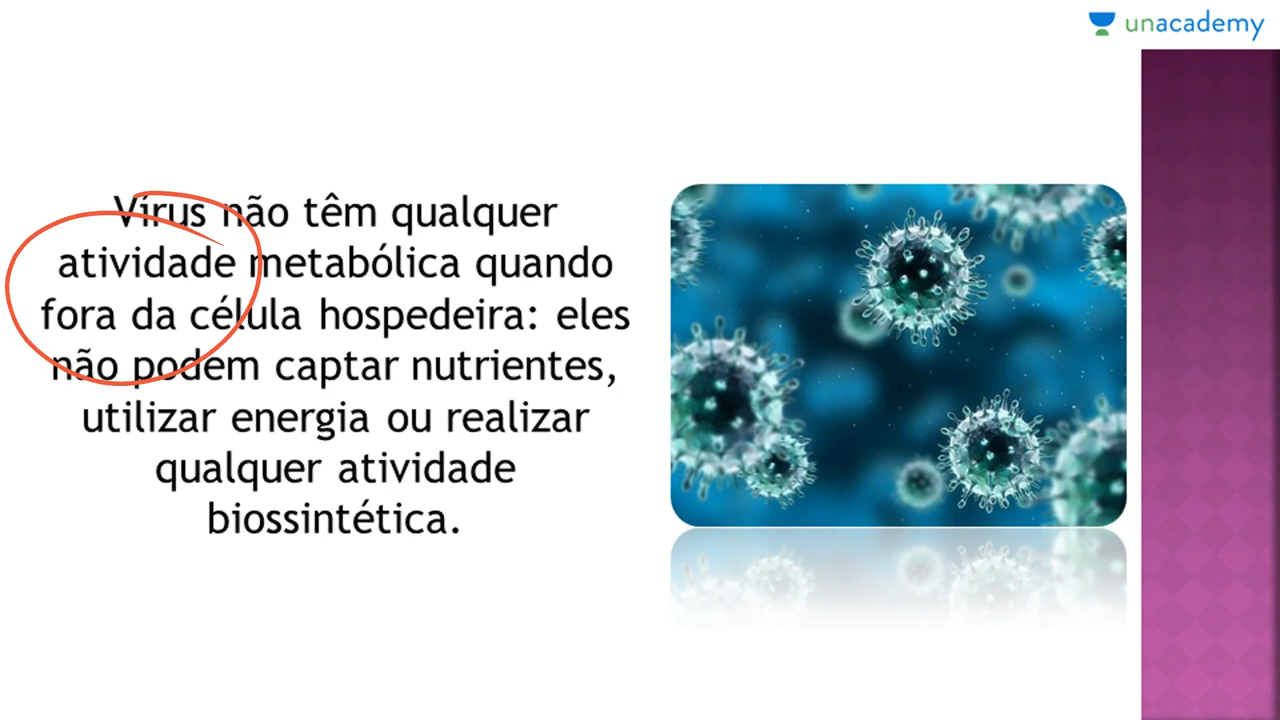 unacademy
Vírus não têm qualquer
atividade metabólica quando
fora da célula hospedeira: eles
não podem captar nutrientes,
utilizar energia ou realizar
qualquer atividade
biossintética.